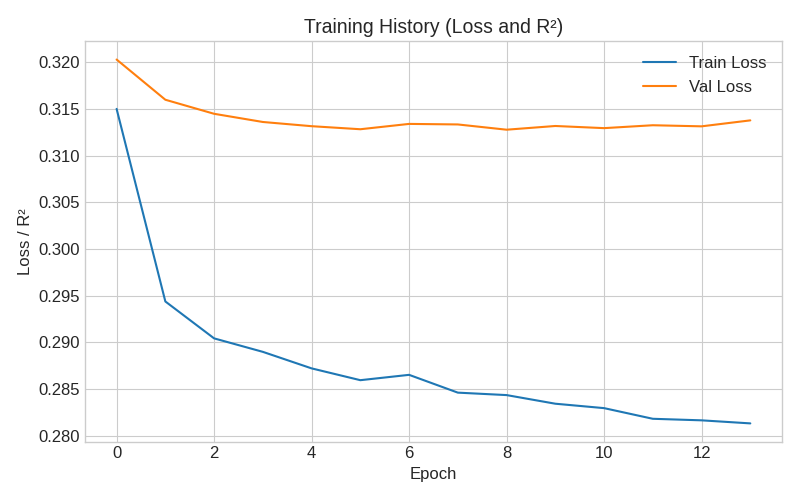 Training History (Loss and R²)
Train Loss
Val Loss
0.320
0.315
0.310
0.305
0.300
0.295
0.290
0.285
0.280
Loss / R²
0 2 4 6 8 10 12
Epoch